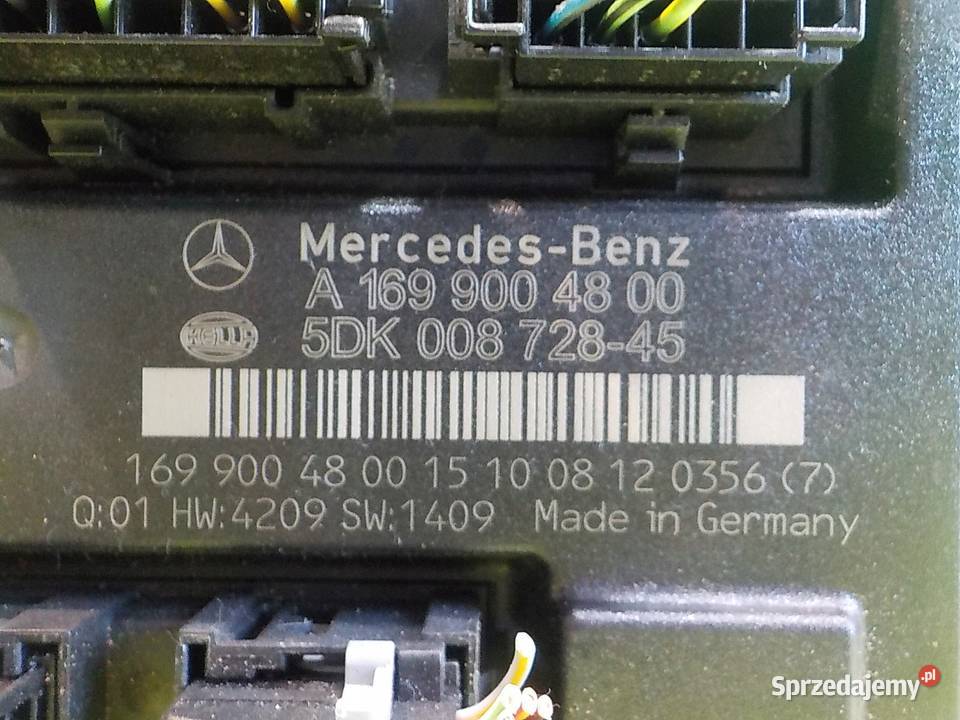 Mercedes-Benz
A 169 900 48 00
HELLA 5DK 008 728-45
169 900 48 00 15 10 08 12 0356 (7)
Q:01 HW:4209 SW:1409 Made in Germany
Sprzedajemy.pl